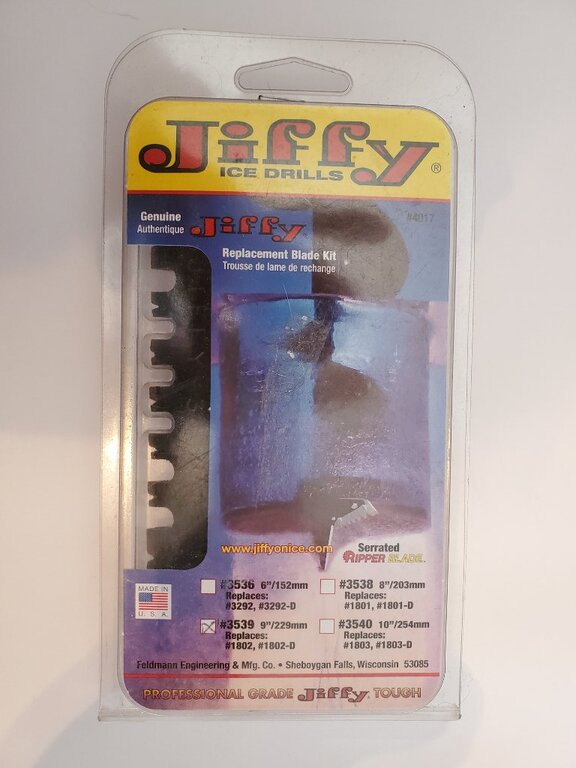 Jiffy®
ICE DRILLS
Genuine
Authentique
Jiffy
#4017
Replacement Blade Kit
Trousse de lame de rechange
www.jiffyonice.com
Serrated
RIPPER BLADE
MADE IN
U.S.A.
#3536 6"/152mm
Replaces:
#3292, #3292-D
#3538 8"/203mm
Replaces:
#1801, #1801-D
#3539 9"/229mm
Replaces:
#1802, #1802-D
#3540 10"/254mm
Replaces:
#1803, #1803-D
Feldmann Engineering & Mfg. Co. • Sheboygan Falls, Wisconsin 53085
PROFESSIONAL GRADE Jiffy TOUGH